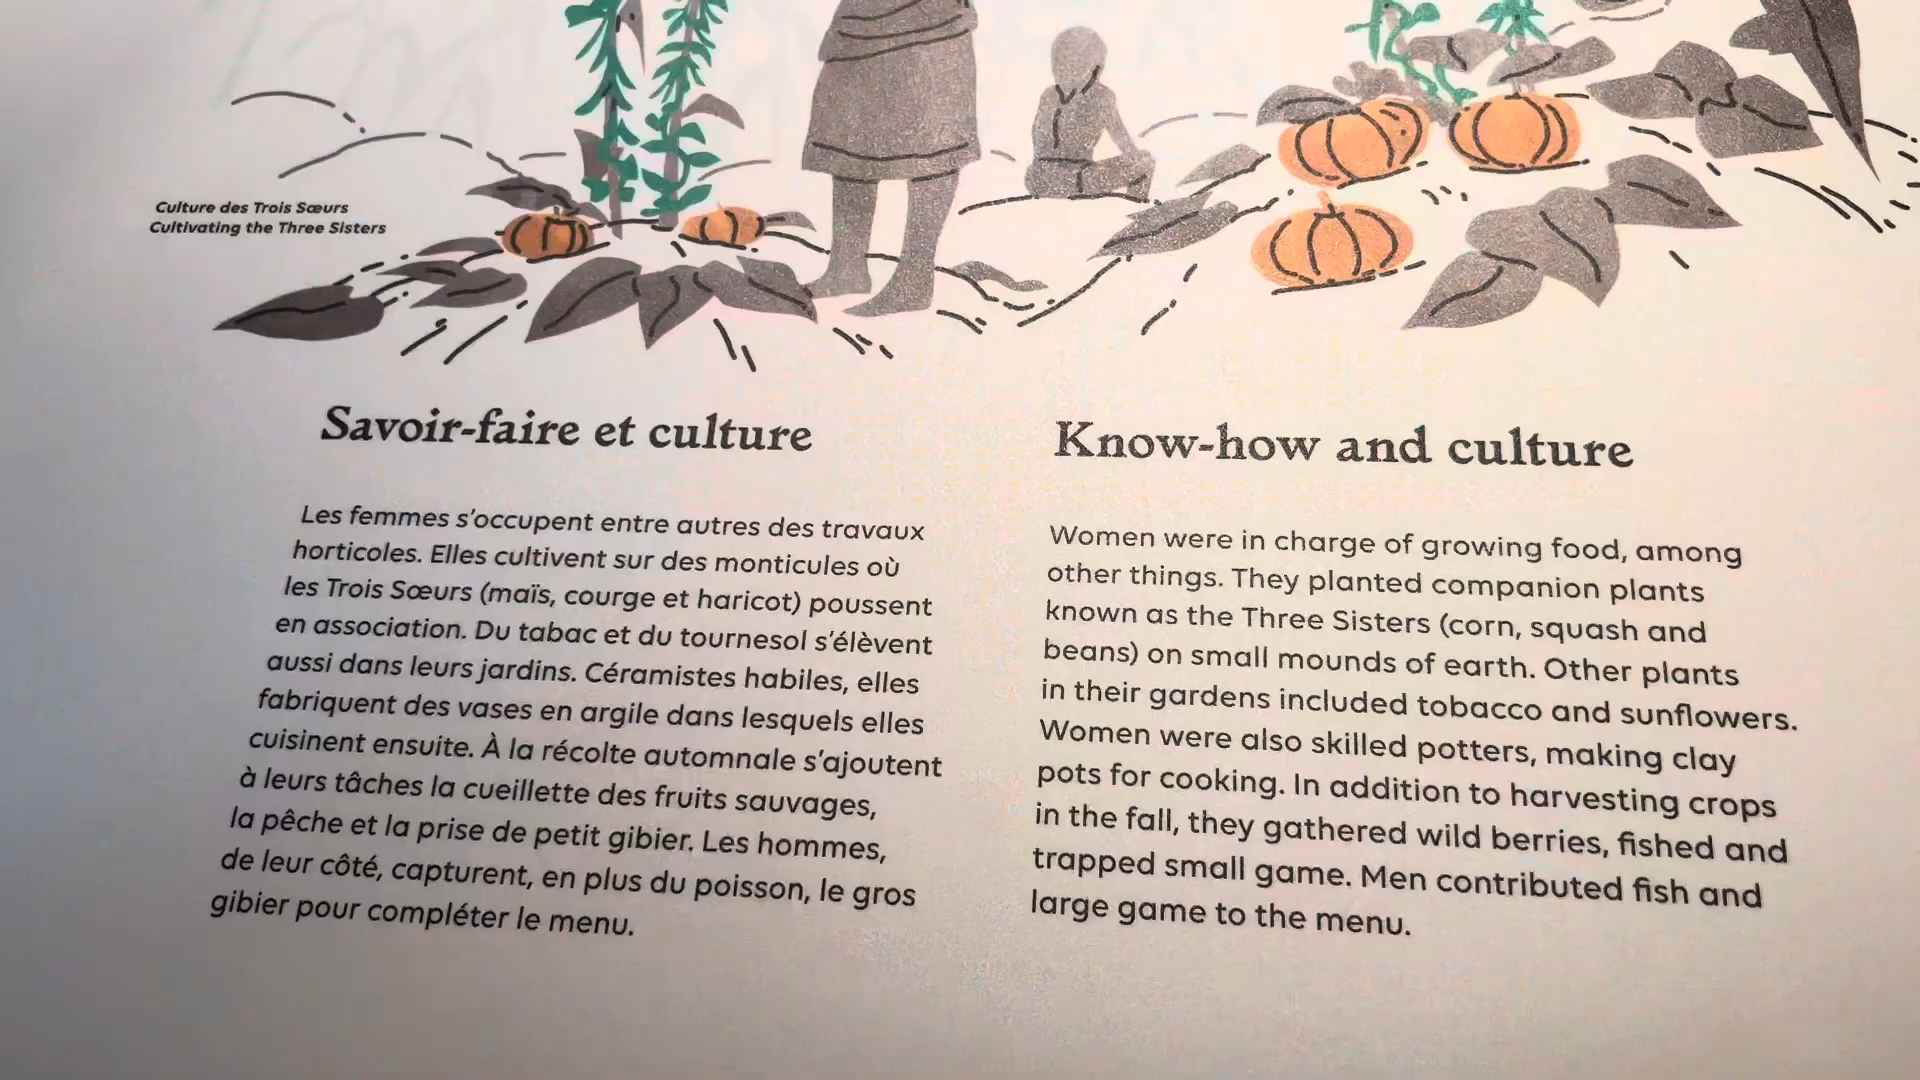 Culture des Trois Sœurs
Cultivating the Three Sisters
Savoir-faire et culture
Les femmes s'occupent entre autres des travaux
horticoles. Elles cultivent sur des monticules où
les Trois Sœurs (maïs, courge et haricot) poussent
en association. Du tabac et du tournesol s'élèvent
aussi dans leurs jardins. Céramistes habiles, elles
fabriquent des vases en argile dans lesquels elles
cuisinent ensuite. À la récolte automnale s'ajoutent
à leurs tâches la cueillette des fruits sauvages,
la pêche et la prise de petit gibier. Les hommes,
de leur côté, capturent, en plus du poisson, le gros
gibier pour compléter le menu.
Know-how and culture
Women were in charge of growing food, among
other things. They planted companion plants
known as the Three Sisters (corn, squash and
beans) on small mounds of earth. Other plants
in their gardens included tobacco and sunflowers.
Women were also skilled potters, making clay
pots for cooking. In addition to harvesting crops
in the fall, they gathered wild berries, fished and
trapped small game. Men contributed fish and
large game to the menu.